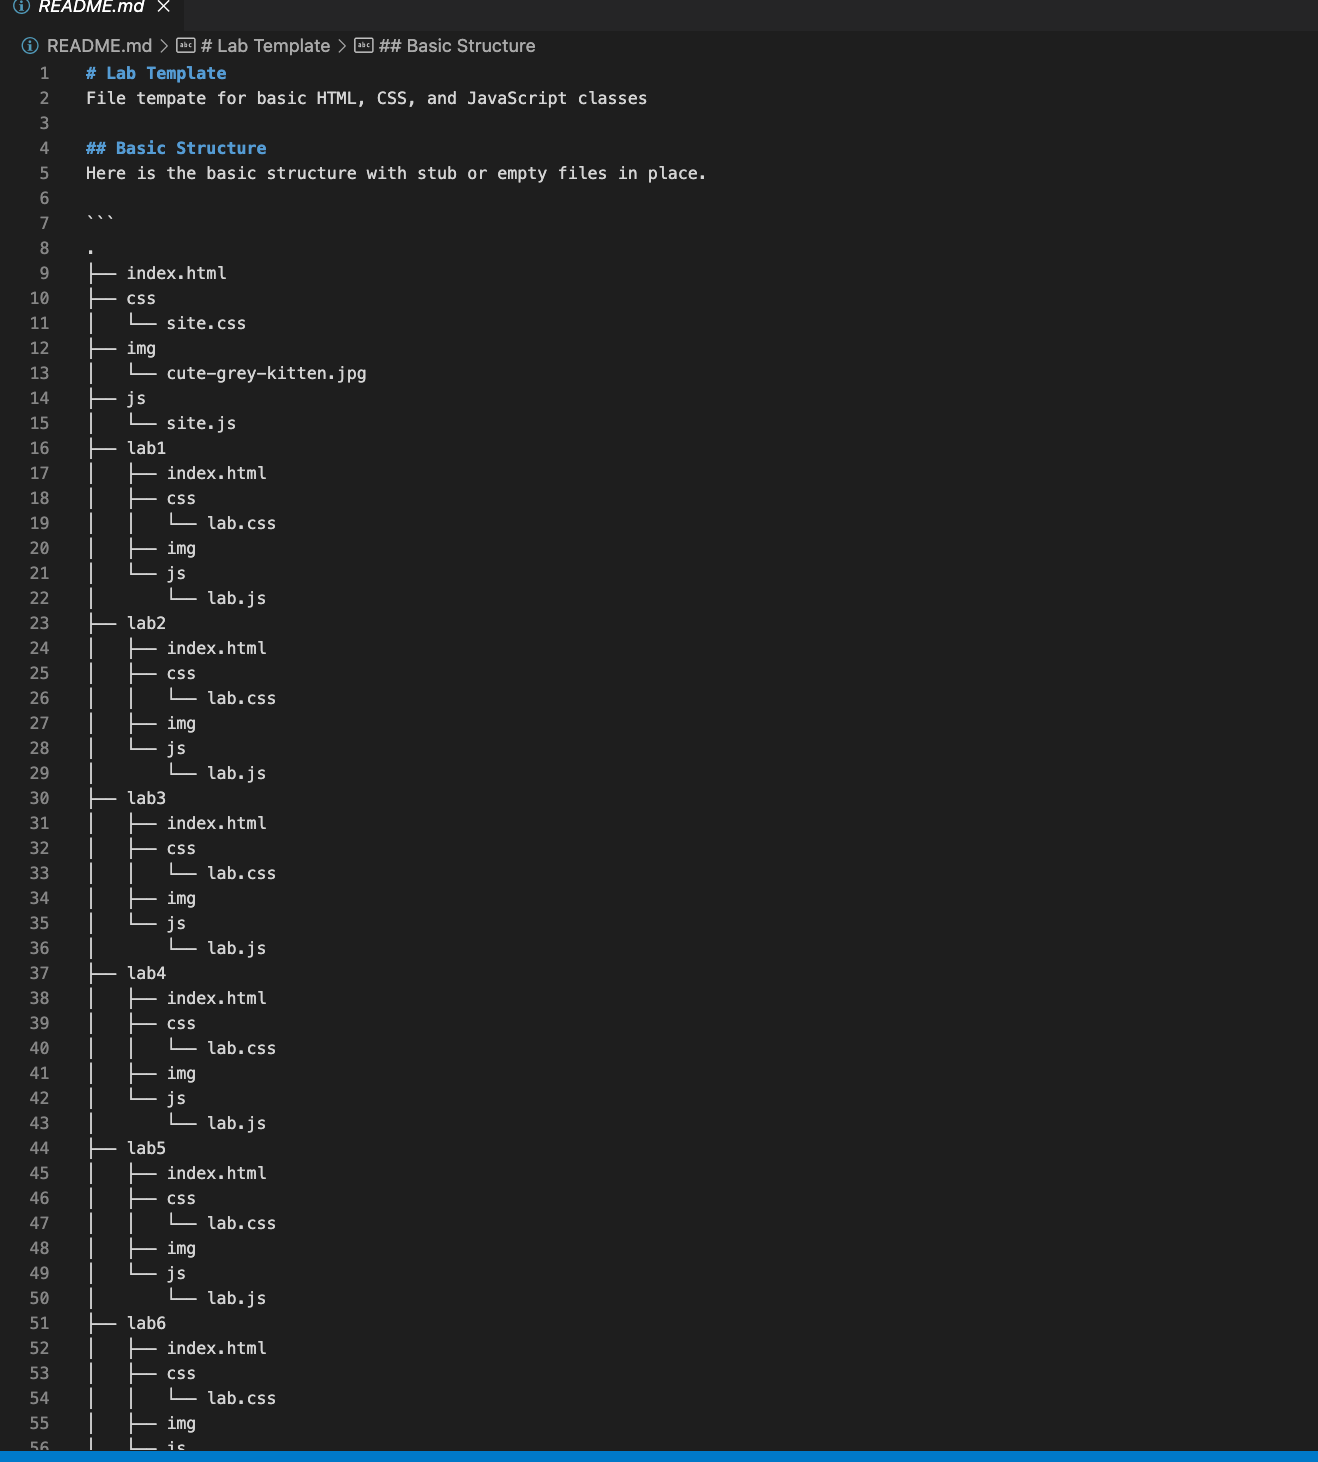 README.md
README.md > # Lab Template > ## Basic Structure
1 # Lab Template
2 File tempate for basic HTML, CSS, and JavaScript classes
3
4 ## Basic Structure
5 Here is the basic structure with stub or empty files in place.
6
7 ```
8 .
9 ├── index.html
10 ├── css
11 │   └── site.css
12 ├── img
13 │   └── cute-grey-kitten.jpg
14 ├── js
15 │   └── site.js
16 ├── lab1
17 │   ├── index.html
18 │   ├── css
19 │   │   └── lab.css
20 │   ├── img
21 │   └── js
22 │       └── lab.js
23 ├── lab2
24 │   ├── index.html
25 │   ├── css
26 │   │   └── lab.css
27 │   ├── img
28 │   └── js
29 │       └── lab.js
30 ├── lab3
31 │   ├── index.html
32 │   ├── css
33 │   │   └── lab.css
34 │   ├── img
35 │   └── js
36 │       └── lab.js
37 ├── lab4
38 │   ├── index.html
39 │   ├── css
40 │   │   └── lab.css
41 │   ├── img
42 │   └── js
43 │       └── lab.js
44 ├── lab5
45 │   ├── index.html
46 │   ├── css
47 │   │   └── lab.css
48 │   ├── img
49 │   └── js
50 │       └── lab.js
51 ├── lab6
52 │   ├── index.html
53 │   ├── css
54 │   │   └── lab.css
55 │   ├── img
56 │   └── js